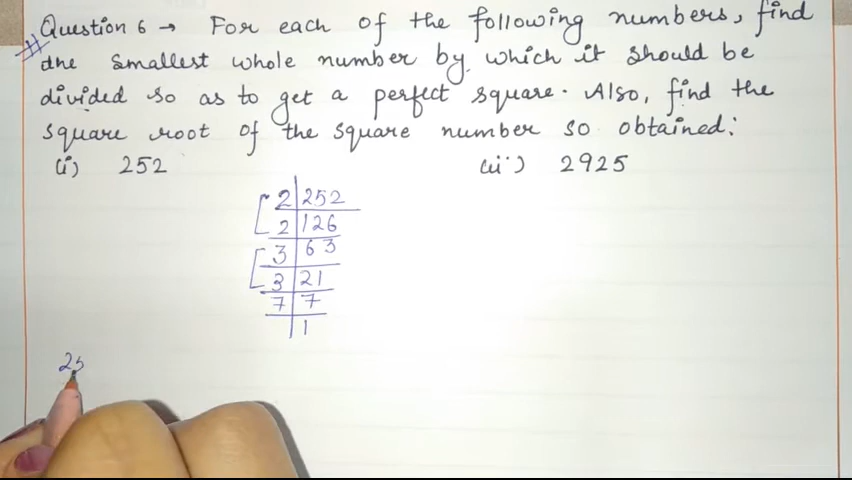 Question 6 → For each of the following numbers, find
the smallest whole number by which it should be
divided so as to get a perfect square. Also, find the
square root of the square number so obtained:
(i) 252 (ii) 2925
2 252
2 126
3 63
3 21
7 7
1
25